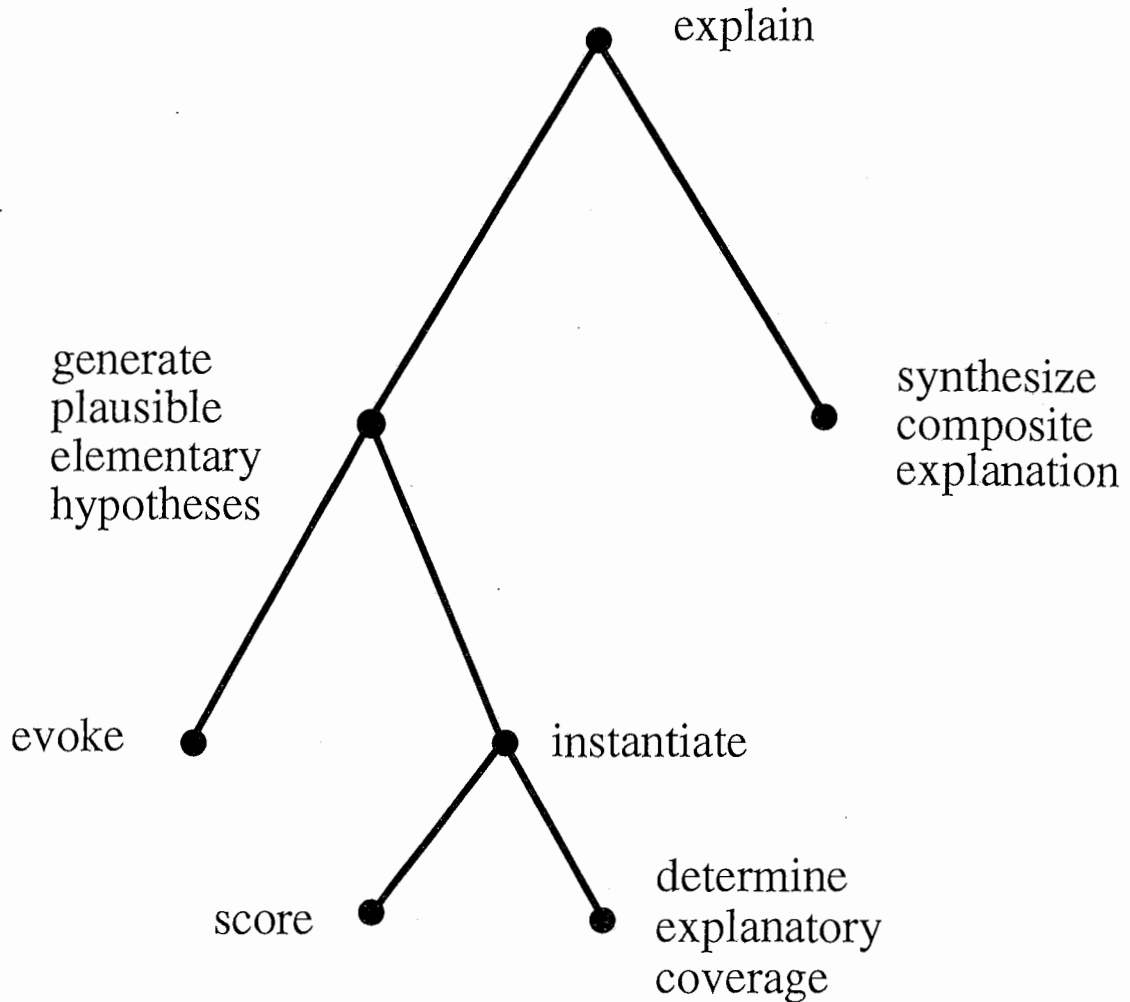 explain
generate
plausible
elementary
hypotheses
synthesize
composite
explanation
evoke
instantiate
score
determine
explanatory
coverage